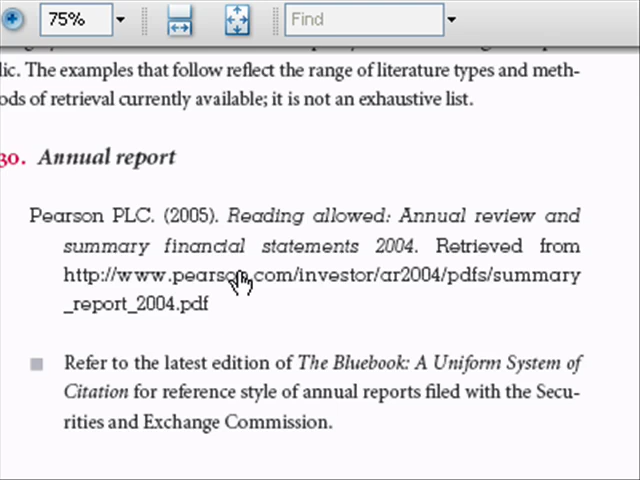 75%
Find
lic. The examples that follow reflect the range of literature types and meth-
ods of retrieval currently available; it is not an exhaustive list.
30. Annual report
Pearson PLC. (2005). Reading allowed: Annual review and
summary financial statements 2004. Retrieved from
http://www.pearson.com/investor/ar2004/pdfs/summary
_report_2004.pdf
Refer to the latest edition of The Bluebook: A Uniform System of
Citation for reference style of annual reports filed with the Secu-
rities and Exchange Commission.